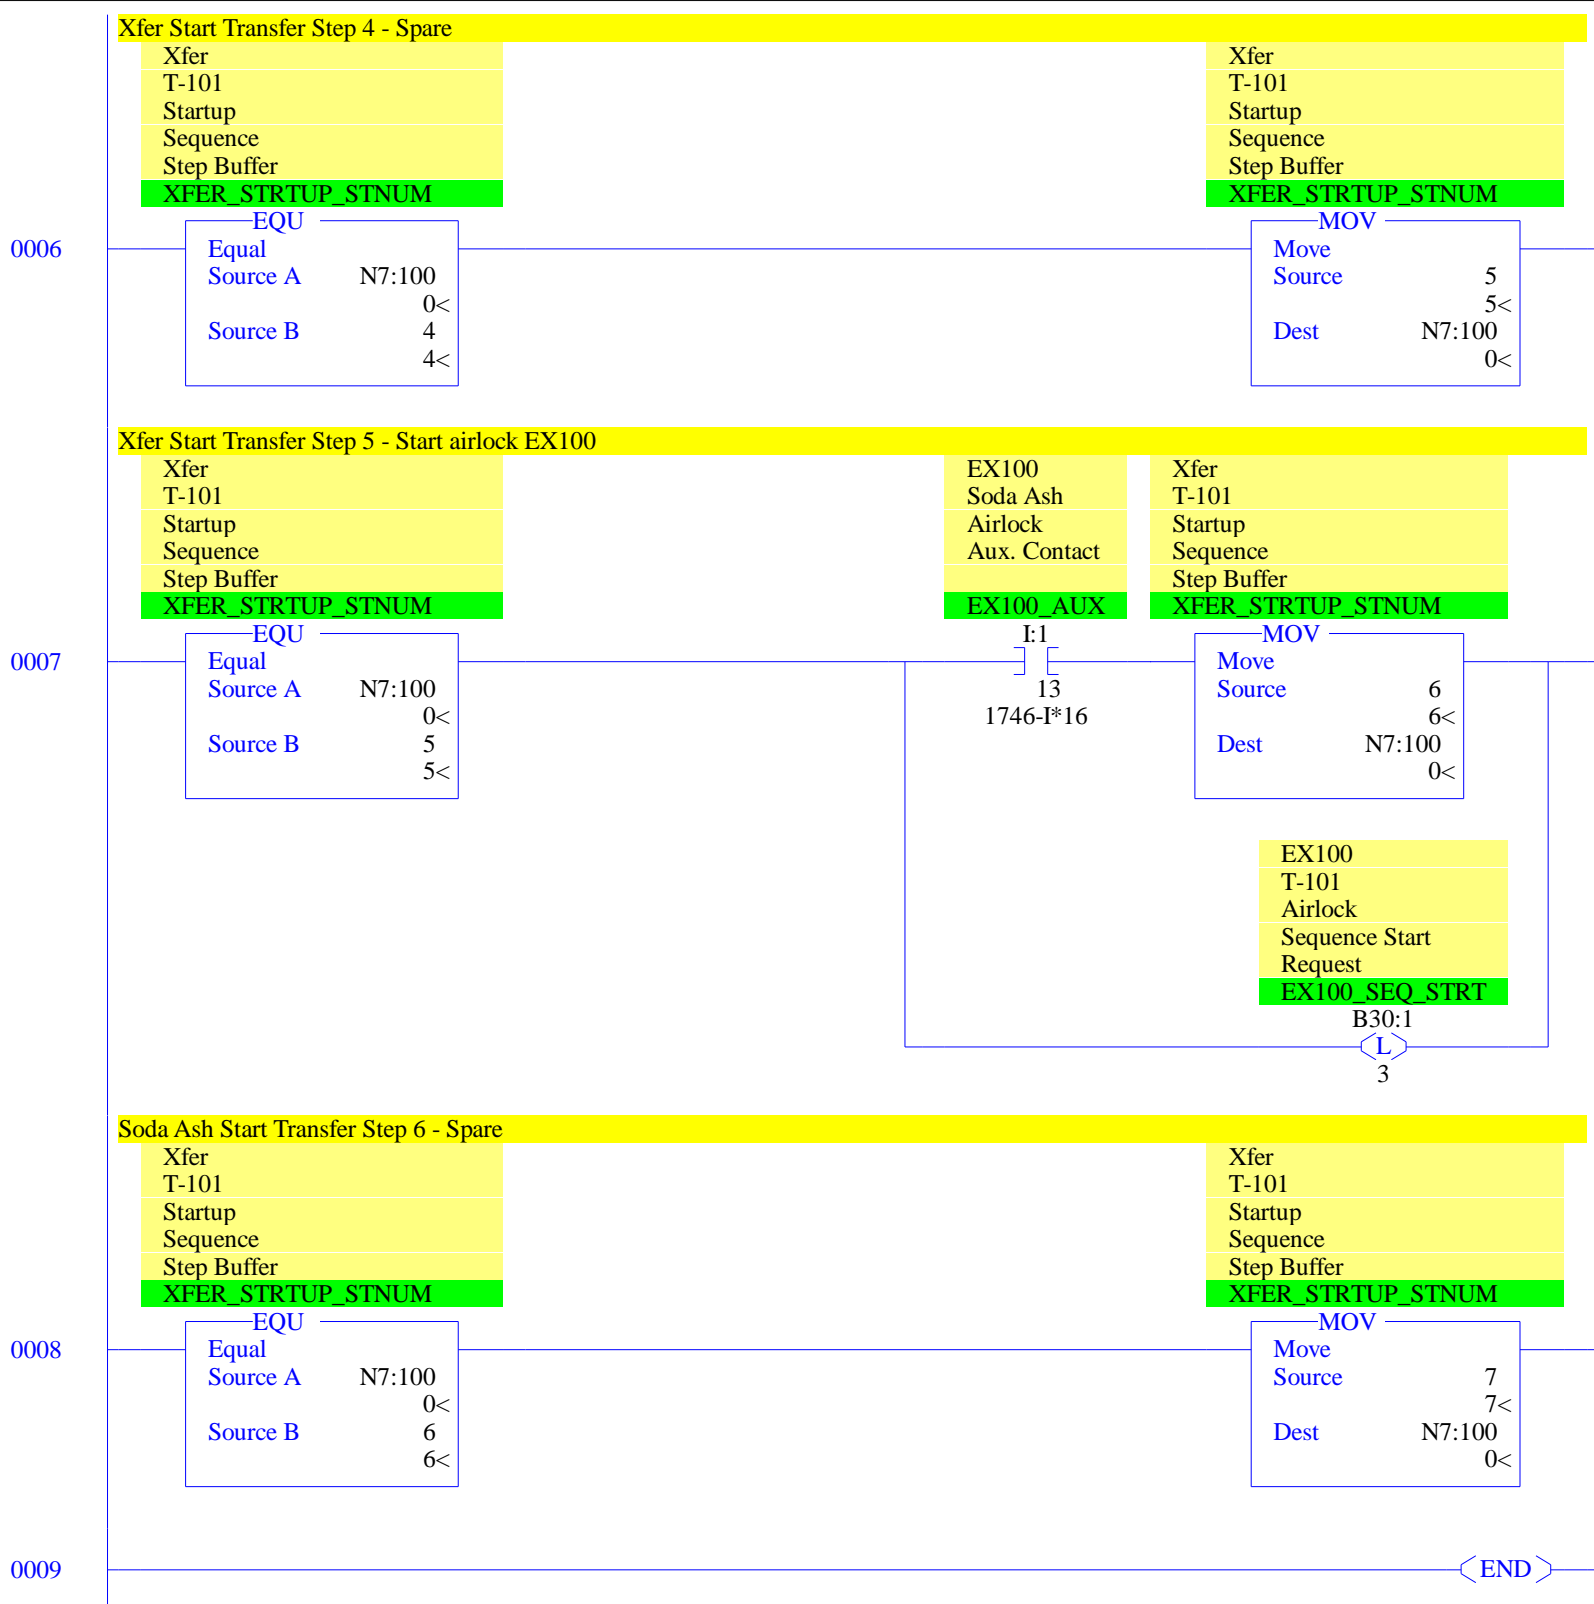 Xfer Start Transfer Step 4 - Spare
Xfer
T-101
Startup
Sequence
Step Buffer
XFER_STRTUP_STNUM
Xfer
T-101
Startup
Sequence
Step Buffer
XFER_STRTUP_STNUM
0006
EQU
Equal
Source A N7:100
0<
Source B 4
4<
MOV
Move
Source 5
5<
Dest N7:100
0<
Xfer Start Transfer Step 5 - Start airlock EX100
Xfer
T-101
Startup
Sequence
Step Buffer
XFER_STRTUP_STNUM
EX100
Soda Ash
Airlock
Aux. Contact
EX100_AUX
Xfer
T-101
Startup
Sequence
Step Buffer
XFER_STRTUP_STNUM
0007
EQU
Equal
Source A N7:100
0<
Source B 5
5<
I:1
13
1746-I*16
MOV
Move
Source 6
6<
Dest N7:100
0<
EX100
T-101
Airlock
Sequence Start
Request
EX100_SEQ_STRT
B30:1
L
3
Soda Ash Start Transfer Step 6 - Spare
Xfer
T-101
Startup
Sequence
Step Buffer
XFER_STRTUP_STNUM
Xfer
T-101
Startup
Sequence
Step Buffer
XFER_STRTUP_STNUM
0008
EQU
Equal
Source A N7:100
0<
Source B 6
6<
MOV
Move
Source 7
7<
Dest N7:100
0<
0009
END